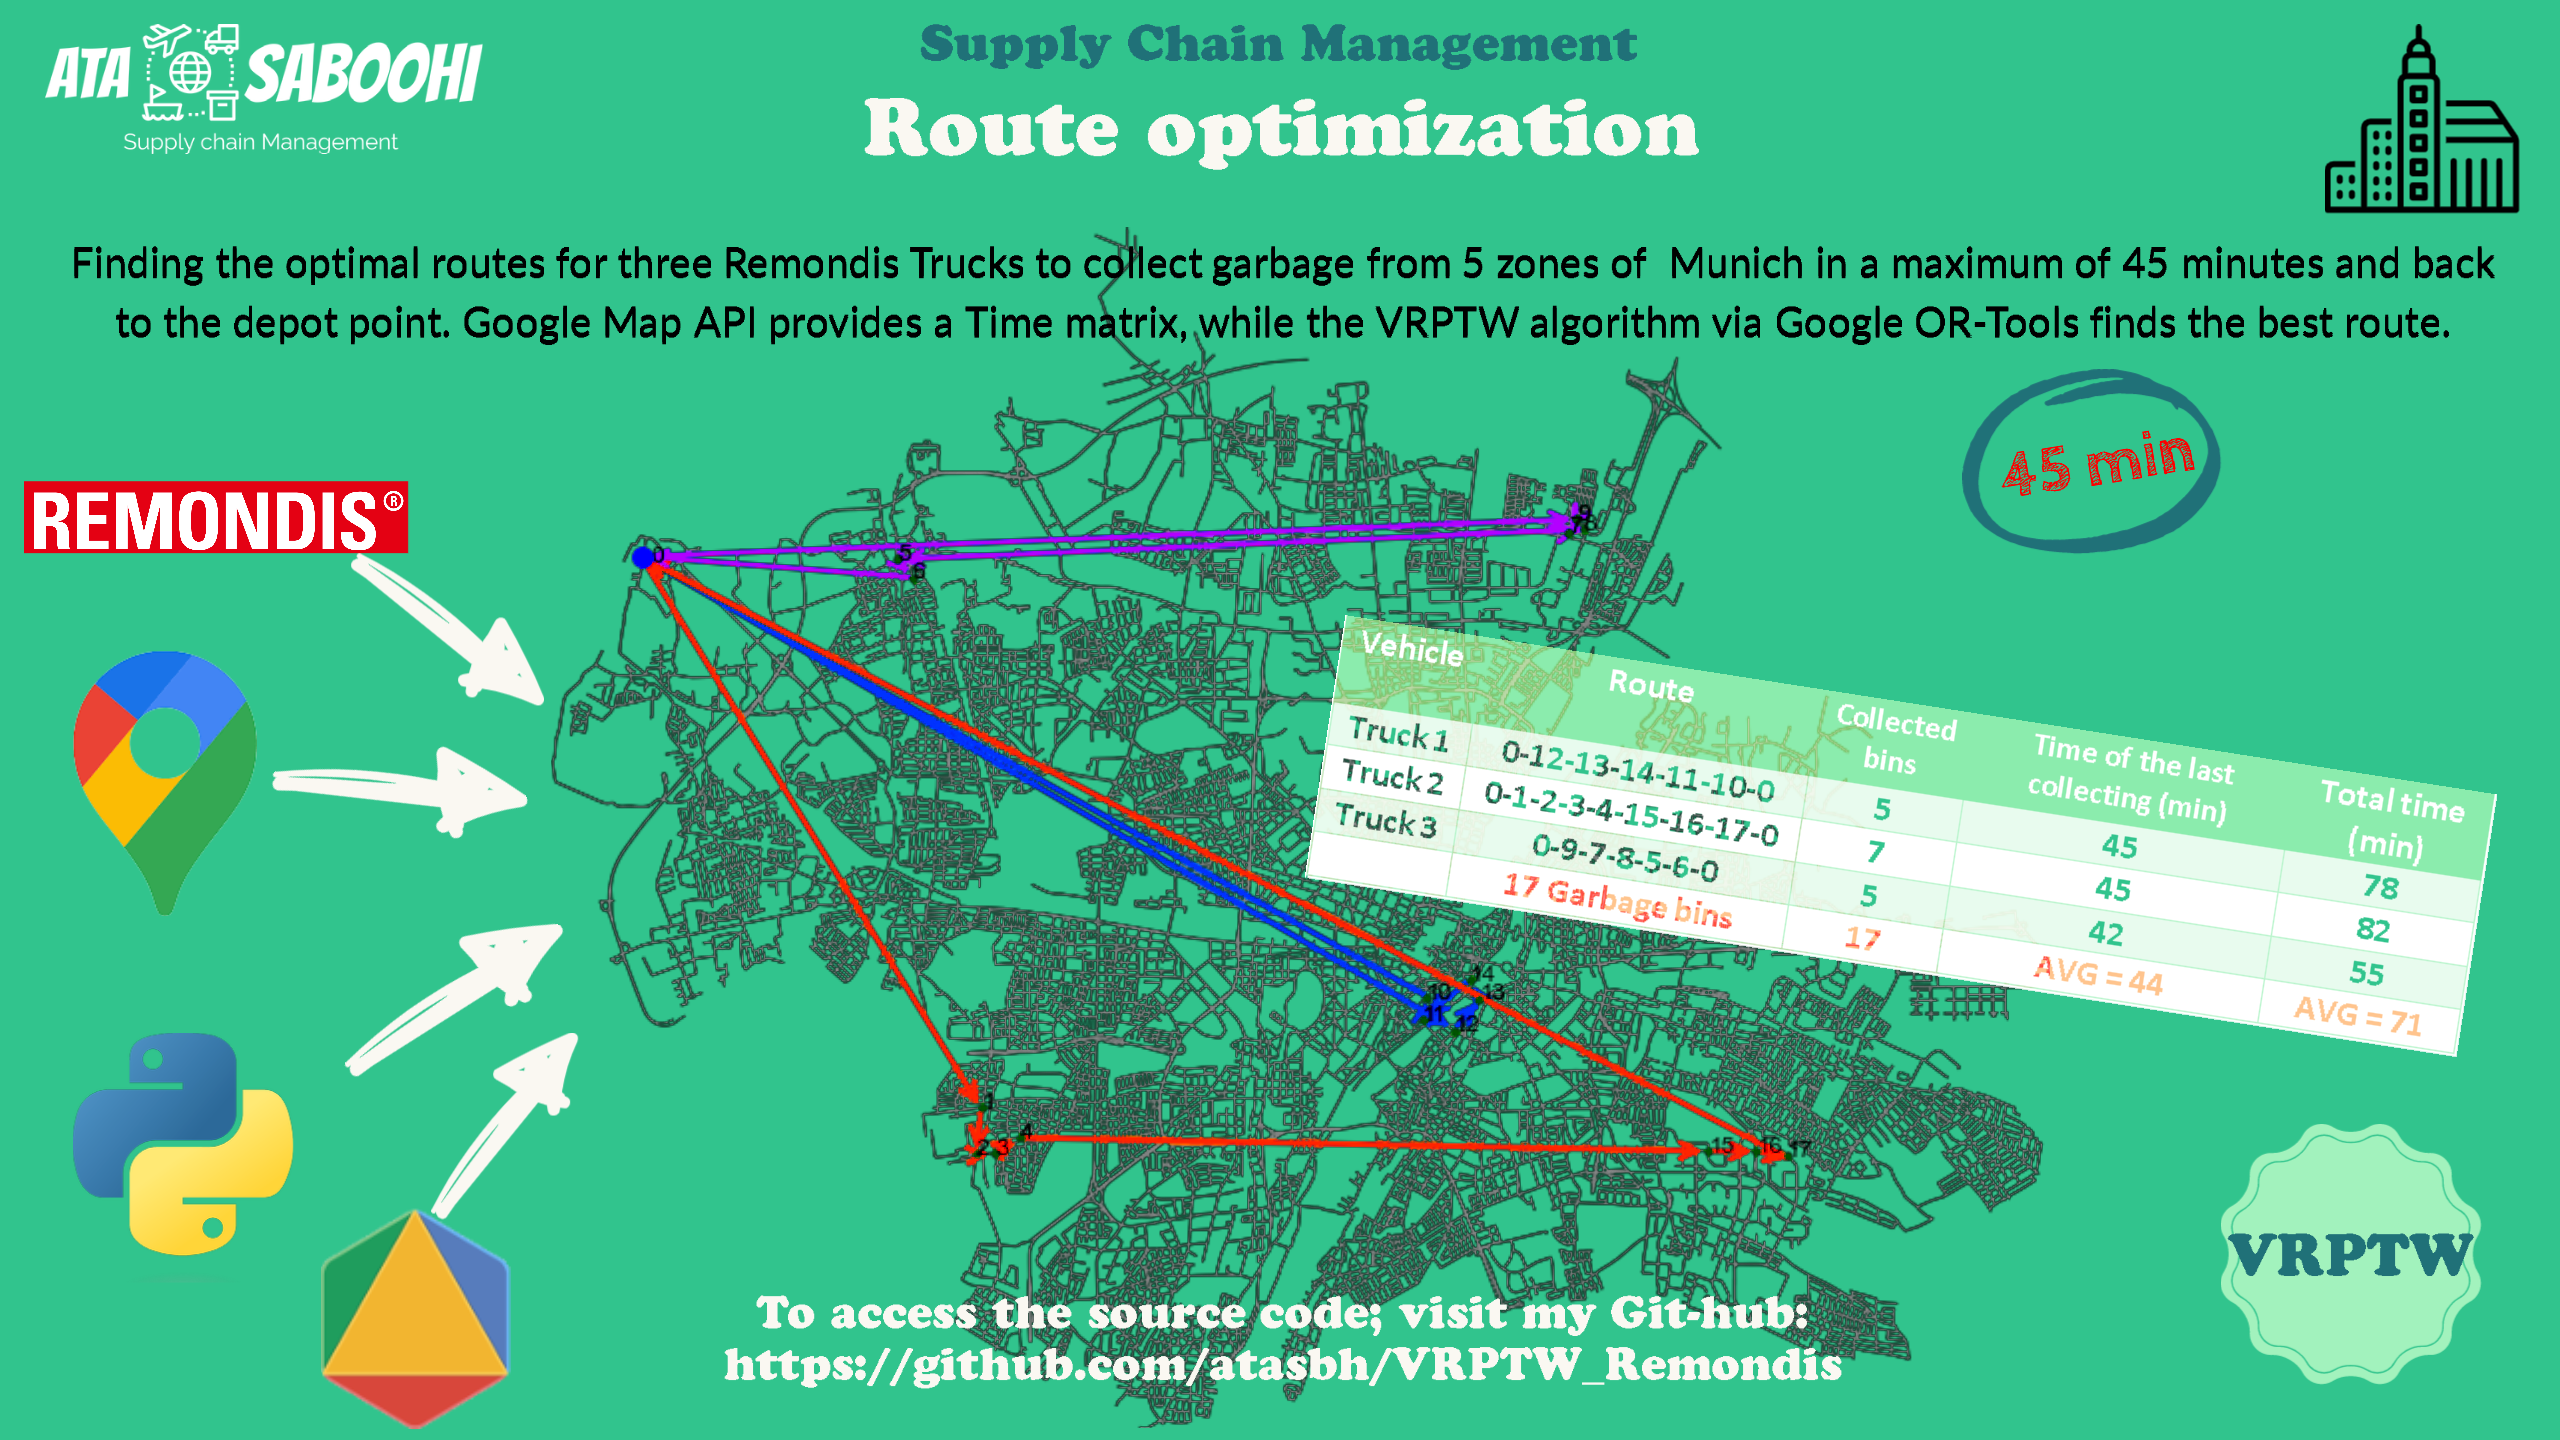 ATA SABOOHI
Supply chain Management
Supply Chain Management
Route optimization
Finding the optimal routes for three Remondis Trucks to collect garbage from 5 zones of Munich in a maximum of 45 minutes and back
to the depot point. Google Map API provides a Time matrix, while the VRPTW algorithm via Google OR-Tools finds the best route.
45 min
REMONDIS®
0
5
6
9
7 8
Vehicle Route Collected bins Time of the last collecting (min) Total time (min)
Truck 1 0-12-13-14-11-10-0 5 45 78
Truck 2 0-1-2-3-4-15-16-17-0 7 45 82
Truck 3 0-9-7-8-5-6-0 5 42 55
17 Garbage bins 17 AVG = 44 AVG = 71
14
10 13
11 12
1
2 3 4
15 16 17
VRPTW
To access the source code; visit my Git-hub:
https://github.com/atasbh/VRPTW_Remondis